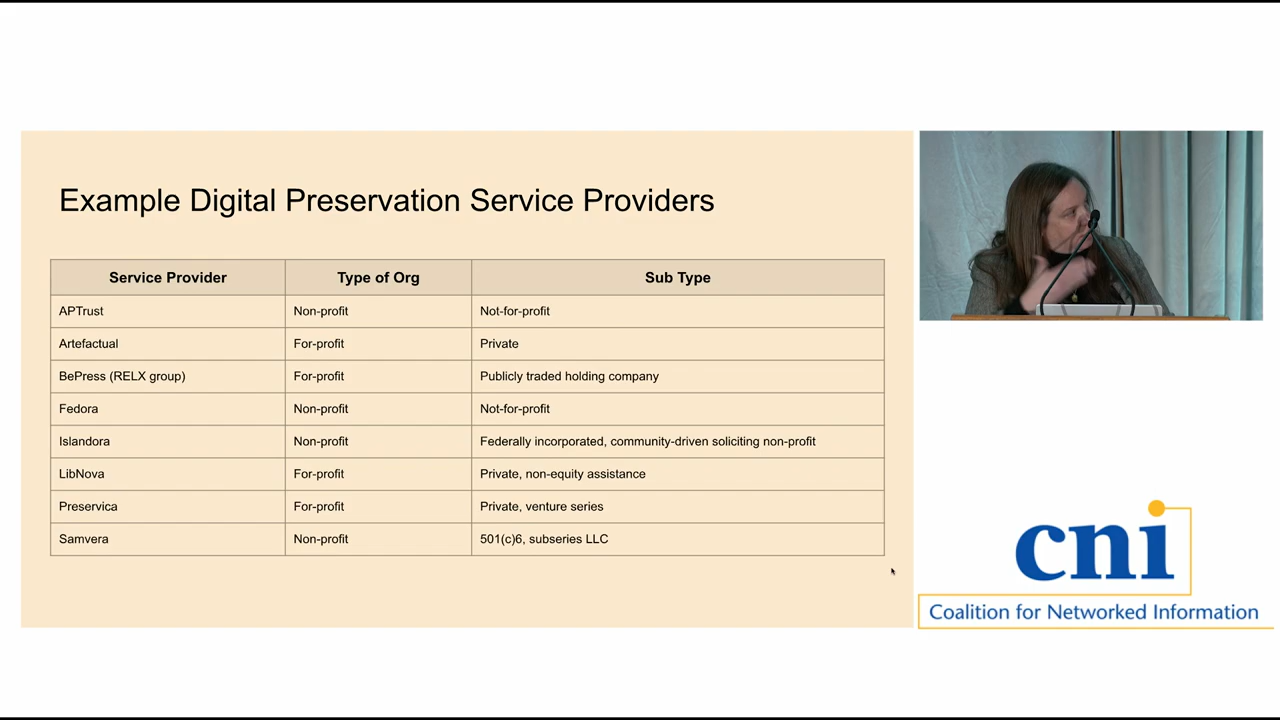 Example Digital Preservation Service Providers
Service Provider Type of Org Sub Type
APTrust Non-profit Not-for-profit
Artefactual For-profit Private
BePress (RELX group) For-profit Publicly traded holding company
Fedora Non-profit Not-for-profit
Islandora Non-profit Federally incorporated, community-driven soliciting non-profit
LibNova For-profit Private, non-equity assistance
Preservica For-profit Private, venture series
Samvera Non-profit 501(c)6, subseries LLC
cni
Coalition for Networked Information